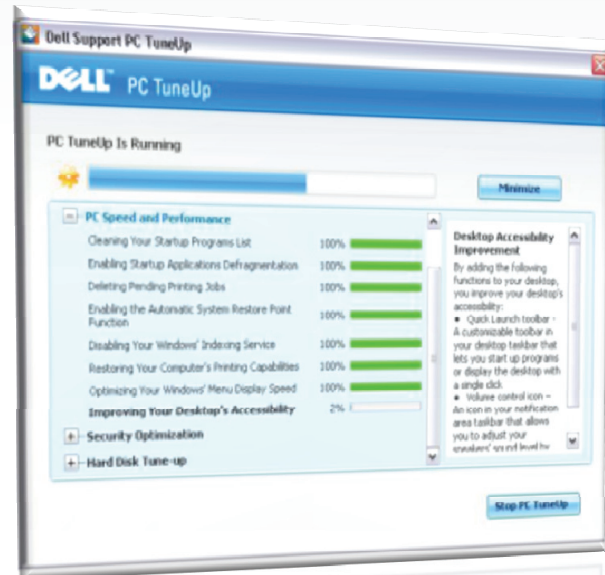 Dell Support PC TuneUp
DELL™ PC TuneUp
PC TuneUp Is Running
Minimize
PC Speed and Performance
Cleaning Your Startup Programs List 100%
Enabling Startup Applications Defragmentation 100%
Deleting Pending Printing Jobs 100%
Enabling the Automatic System Restore Point
Function 100%
Disabling Your Windows' Indexing Service 100%
Restoring Your Computer's Printing Capabilities 100%
Optimizing Your Windows' Menu Display Speed 100%
Improving Your Desktop's Accessibility 2%
Security Optimization
Hard Disk Tune-up
Desktop Accessibility
Improvement
By adding the following
functions to your desktop,
you improve your desktop's
accessibility:
• Quick Launch toolbar -
A customizable toolbar in
your desktop taskbar that
lets you start up programs
or display the desktop with
a single click
• Volume control icon -
An icon in your notification
area taskbar that allows
you to adjust your
speakers' sound level by
Stop PC TuneUp